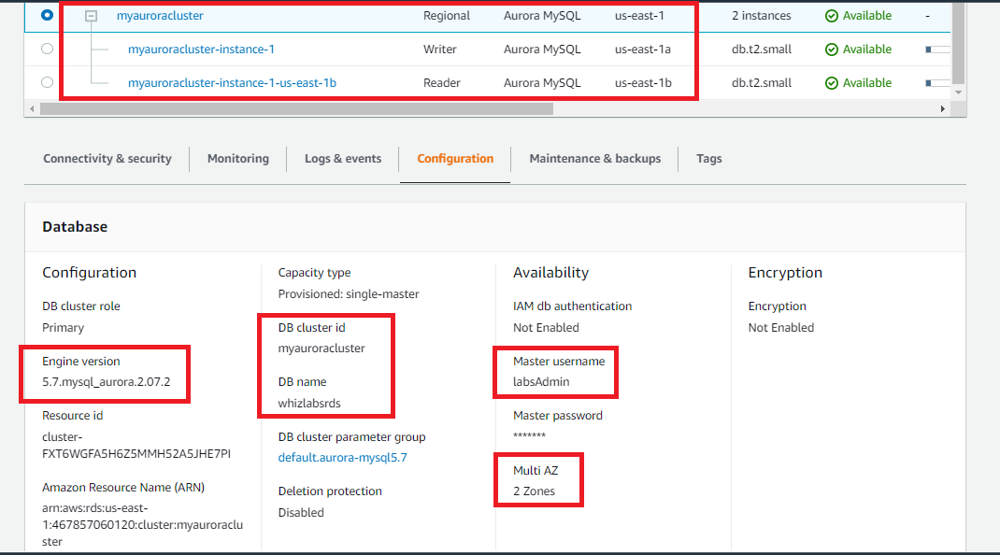 myauroracluster Regional Aurora MySQL us-east-1 2 instances Available -
myauroracluster-instance-1 Writer Aurora MySQL us-east-1a db.t2.small Available
myauroracluster-instance-1-us-east-1b Reader Aurora MySQL us-east-1b db.t2.small Available
Connectivity & security Monitoring Logs & events Configuration Maintenance & backups Tags
Database
Configuration
DB cluster role
Primary
Engine version
5.7.mysql_aurora.2.07.2
Resource id
cluster-
FXT6WGFA5H6Z5MMH52A5JHE7PI
Amazon Resource Name (ARN)
arn:aws:rds:us-east-
1:467857060120:cluster:myauroraclu
ster
Capacity type
Provisioned: single-master
DB cluster id
myauroracluster
DB name
whizlabsrds
DB cluster parameter group
default.aurora-mysql5.7
Deletion protection
Disabled
Availability
IAM db authentication
Not Enabled
Master username
labsAdmin
Master password
*******
Multi AZ
2 Zones
Encryption
Encryption
Not Enabled